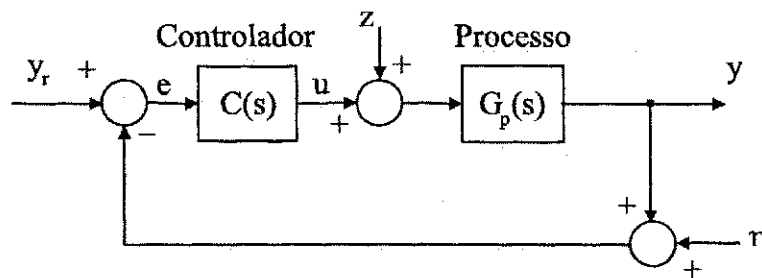 Controlador
z
Processo
y_r
+
e
C(s)
u
+
+
G_p(s)
y
−
+
r
+